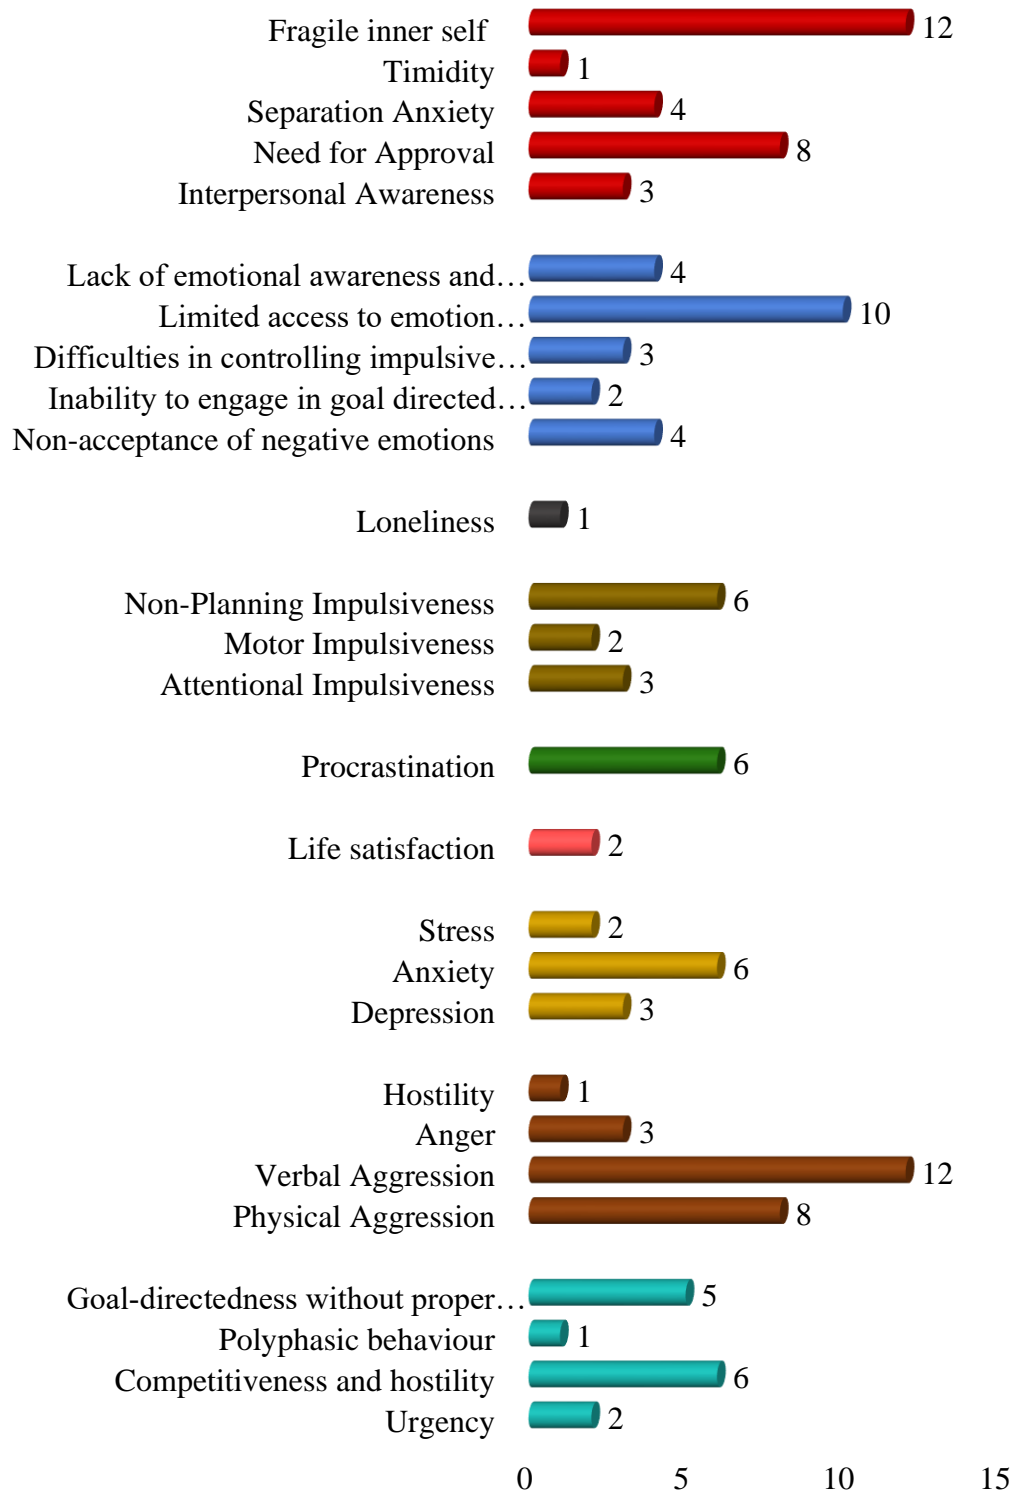 Fragile inner self 12
Timidity 1
Separation Anxiety 4
Need for Approval 8
Interpersonal Awareness 3
Lack of emotional awareness and… 4
Limited access to emotion… 10
Difficulties in controlling impulsive… 3
Inability to engage in goal directed… 2
Non-acceptance of negative emotions 4
Loneliness 1
Non-Planning Impulsiveness 6
Motor Impulsiveness 2
Attentional Impulsiveness 3
Procrastination 6
Life satisfaction 2
Stress 2
Anxiety 6
Depression 3
Hostility 1
Anger 3
Verbal Aggression 12
Physical Aggression 8
Goal-directedness without proper… 5
Polyphasic behaviour 1
Competitiveness and hostility 6
Urgency 2
0 5 10 15